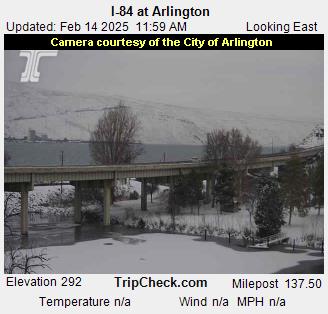 I-84 at Arlington
Updated: Feb 14 2025 11:59 AM Looking East
Camera courtesy of the City of Arlington
Elevation 292 TripCheck.com Milepost 137.50
Temperature n/a Wind n/a MPH n/a